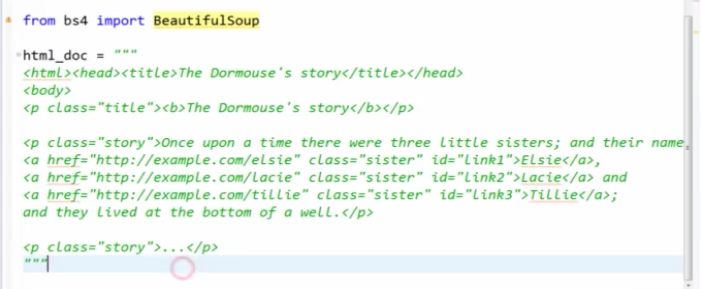 from bs4 import BeautifulSoup
html_doc = """
<html><head><title>The Dormouse's story</title></head>
<body>
<p class="title"><b>The Dormouse's story</b></p>
<p class="story">Once upon a time there were three little sisters; and their name
<a href="http://example.com/elsie" class="sister" id="link1">Elsie</a>,
<a href="http://example.com/lacie" class="sister" id="link2">Lacie</a> and
<a href="http://example.com/tillie" class="sister" id="link3">Tillie</a>;
and they lived at the bottom of a well.</p>
<p class="story">...</p>
"""